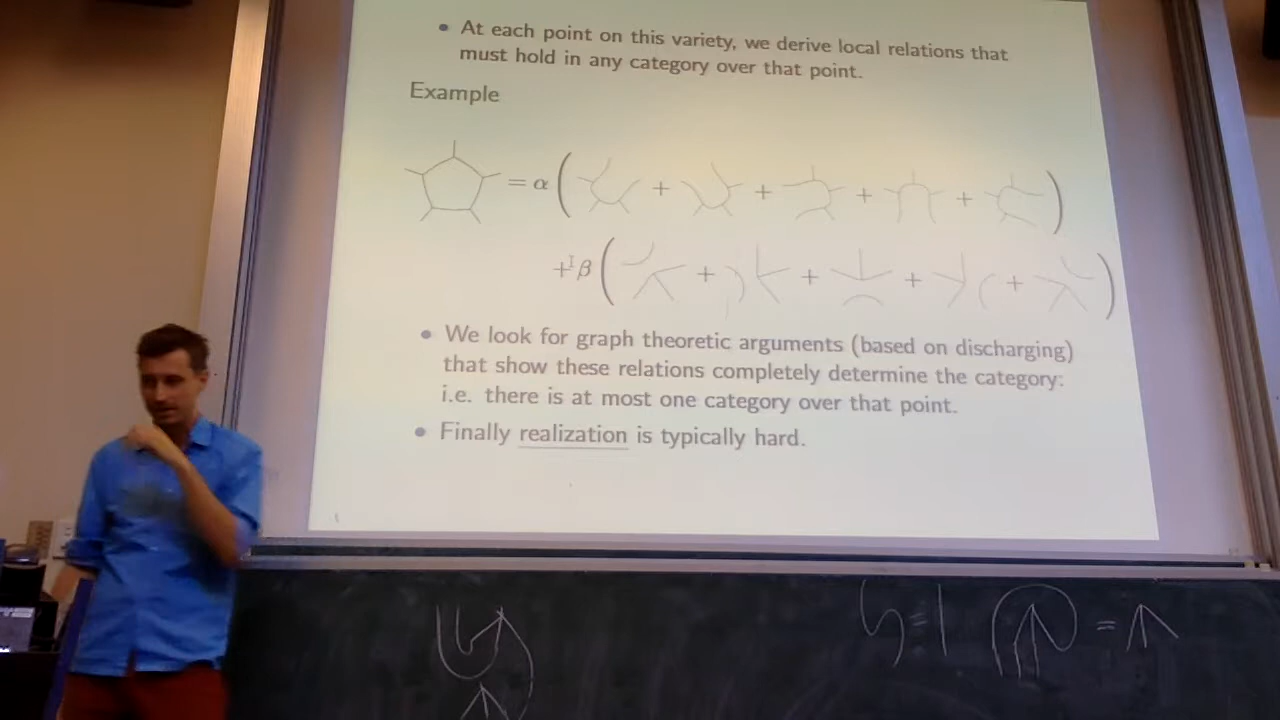 • At each point on this variety, we derive local relations that
must hold in any category over that point.
Example
= α ( + + + + )
+ β ( + + + + )
• We look for graph theoretic arguments (based on discharging)
that show these relations completely determine the category:
i.e. there is at most one category over that point.
• Finally realization is typically hard.
= =